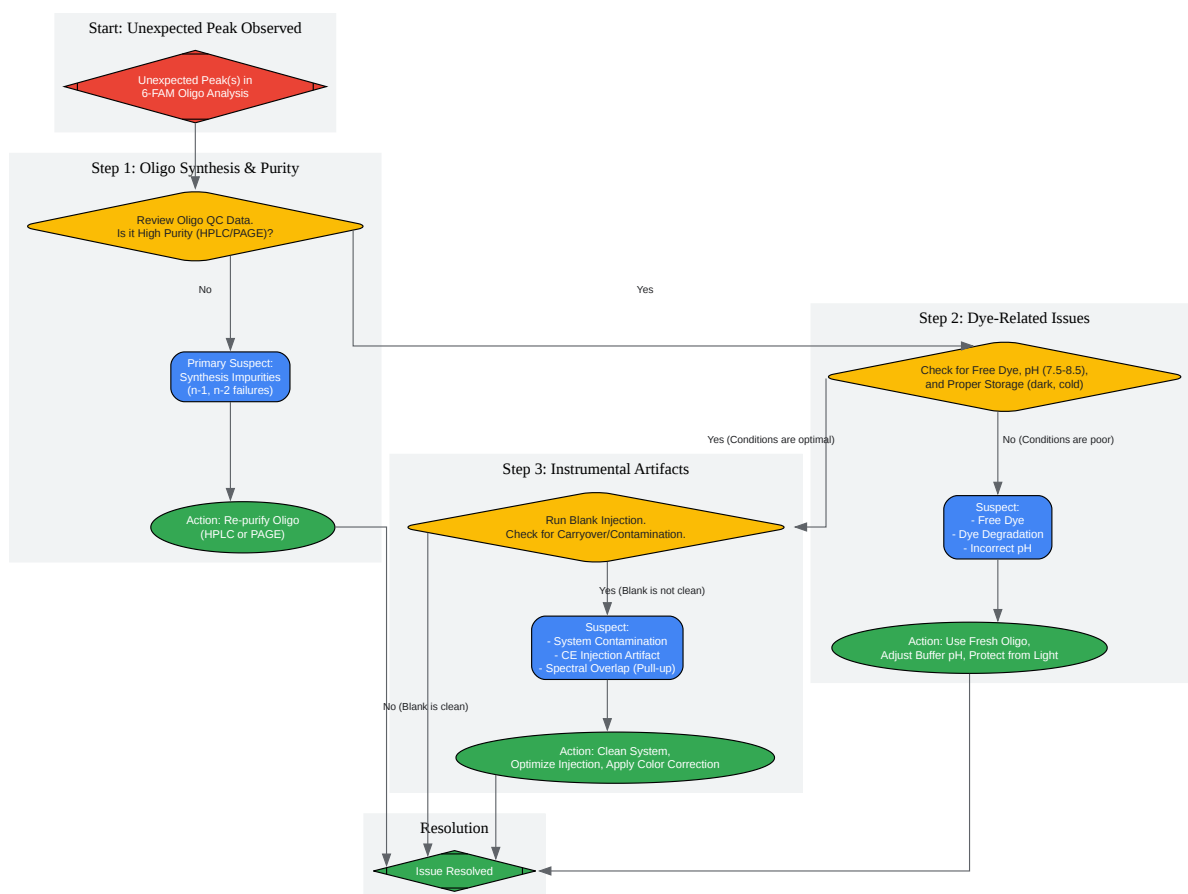 Start: Unexpected Peak Observed
Unexpected Peak(s) in
6-FAM Oligo Analysis
Step 1: Oligo Synthesis & Purity
Review Oligo QC Data.
Is it High Purity (HPLC/PAGE)?
No
Yes
Primary Suspect:
Synthesis Impurities
(n-1, n-2 failures)
Action: Re-purify Oligo
(HPLC or PAGE)
Step 2: Dye-Related Issues
Check for Free Dye, pH (7.5-8.5),
and Proper Storage (dark, cold)
Yes (Conditions are optimal)
No (Conditions are poor)
Suspect:
- Free Dye
- Dye Degradation
- Incorrect pH
Action: Use Fresh Oligo,
Adjust Buffer pH, Protect from Light
Step 3: Instrumental Artifacts
Run Blank Injection.
Check for Carryover/Contamination.
Yes (Blank is not clean)
Suspect:
- System Contamination
- CE Injection Artifact
- Spectral Overlap (Pull-up)
No (Blank is clean)
Action: Clean System,
Optimize Injection, Apply Color Correction
Resolution
Issue Resolved